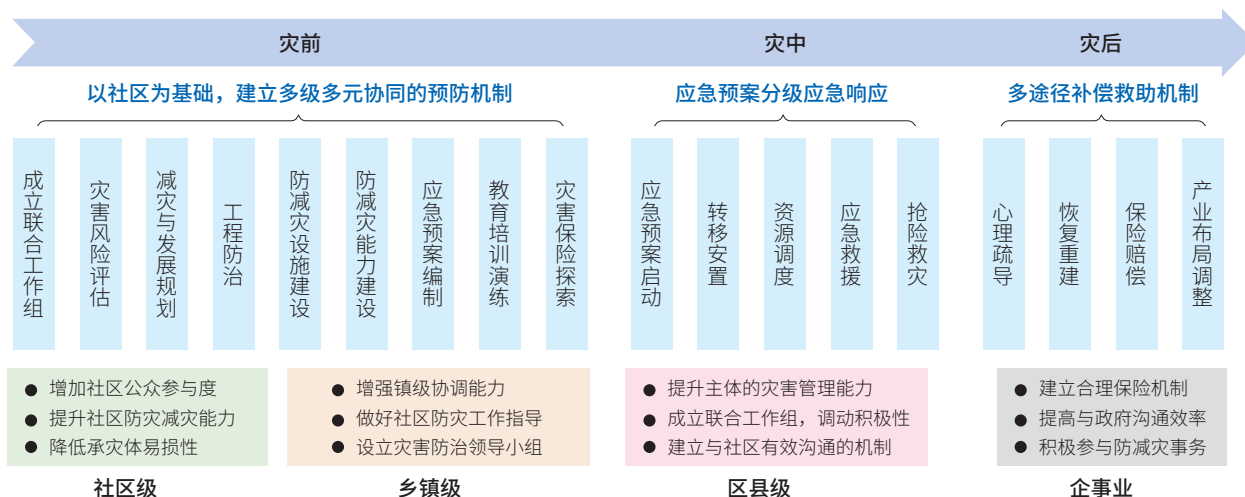 灾前
灾中
灾后
以社区为基础，建立多级多元协同的预防机制
应急预案分级应急响应
多途径补偿救助机制
成立联合工作组
灾害风险评估
减灾与发展规划
工程防治
防减灾设施建设
防减灾能力建设
应急预案编制
教育培训演练
灾害保险探索
应急预案启动
转移安置
资源调度
应急救援
抢险救灾
心理疏导
恢复重建
保险赔偿
产业布局调整
● 增加社区公众参与度
● 提升社区防灾减灾能力
● 降低承灾体易损性
● 增强镇级协调能力
● 做好社区防灾工作指导
● 设立灾害防治领导小组
● 提升主体的灾害管理能力
● 成立联合工作组，调动积极性
● 建立与社区有效沟通的机制
● 建立合理保险机制
● 提高与政府沟通效率
● 积极参与防减灾事务
社区级
乡镇级
区县级
企事业